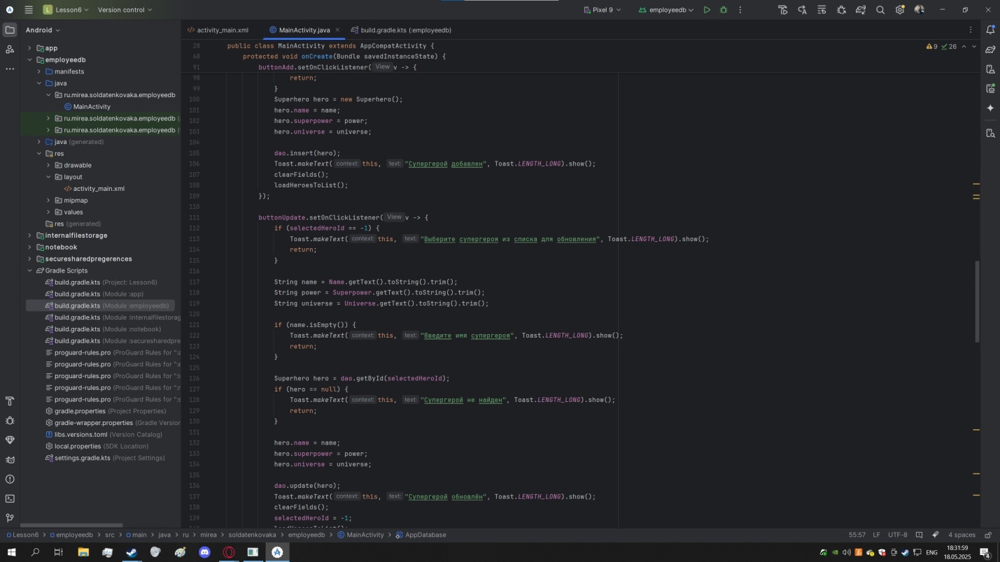 Lesson6
Version control
Pixel 9
employeedb
Android
activity_main.xml
MainActivity.java
build.gradle.kts (:employeedb)
app
employeedb
manifests
java
ru.mirea.soldatenkovaka.employeedb
MainActivity
ru.mirea.soldatenkovaka.employeedb
ru.mirea.soldatenkovaka.employeedb
java (generated)
res
drawable
layout
activity_main.xml
mipmap
values
res (generated)
internalfilestorage
notebook
securesharedpregerences
Gradle Scripts
build.gradle.kts (Project: Lesson6)
build.gradle.kts (Module :app)
build.gradle.kts (Module :employeedb)
build.gradle.kts (Module :internalfilestorag
build.gradle.kts (Module :notebook)
build.gradle.kts (Module :securesharedpre
proguard-rules.pro (ProGuard Rules for ":a
proguard-rules.pro (ProGuard Rules for ":e
proguard-rules.pro (ProGuard Rules for ":i
proguard-rules.pro (ProGuard Rules for ":r
proguard-rules.pro (ProGuard Rules for ":s
gradle.properties (Project Properties)
gradle-wrapper.properties (Gradle Version
libs.versions.toml (Version Catalog)
local.properties (SDK Location)
settings.gradle.kts (Project Settings)
9 26
28 public class MainActivity extends AppCompatActivity {
68 protected void onCreate(Bundle savedInstanceState) {
91 buttonAdd.setOnClickListener( View v -> {
98 return;
99 }
100 Superhero hero = new Superhero();
101 hero.name = name;
102 hero.superpower = power;
103 hero.universe = universe;
104
105 dao.insert(hero);
106 Toast.makeText( context: this, text: "Супергерой добавлен", Toast.LENGTH_LONG).show();
107 clearFields();
108 loadHeroesToList();
109 });
110
111 buttonUpdate.setOnClickListener( View v -> {
112 if (selectedHeroId == -1) {
113 Toast.makeText( context: this, text: "Выберите супергероя из списка для обновления", Toast.LENGTH_LONG).show();
114 return;
115 }
116
117 String name = Name.getText().toString().trim();
118 String power = Superpower.getText().toString().trim();
119 String universe = Universe.getText().toString().trim();
120
121 if (name.isEmpty()) {
122 Toast.makeText( context: this, text: "Введите имя супергероя", Toast.LENGTH_LONG).show();
123 return;
124 }
125
126 Superhero hero = dao.getById(selectedHeroId);
127 if (hero == null) {
128 Toast.makeText( context: this, text: "Супергерой не найден", Toast.LENGTH_LONG).show();
129 return;
130 }
131
132 hero.name = name;
133 hero.superpower = power;
134 hero.universe = universe;
135
136 dao.update(hero);
137 Toast.makeText( context: this, text: "Супергерой обновлён", Toast.LENGTH_LONG).show();
138 clearFields();
139 selectedHeroId = -1;
Lesson6 > employeedb > src > main > java > ru > mirea > soldatenkovaka > employeedb > MainActivity > AppDatabase
55:57 LF UTF-8 4 spaces
ENG
18:31:59
18.05.2025
4